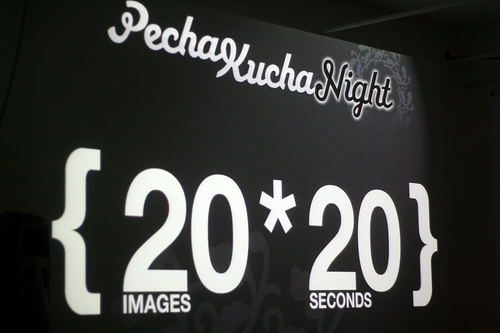 PechaKuchaNight
{20*20}
IMAGES SECONDS